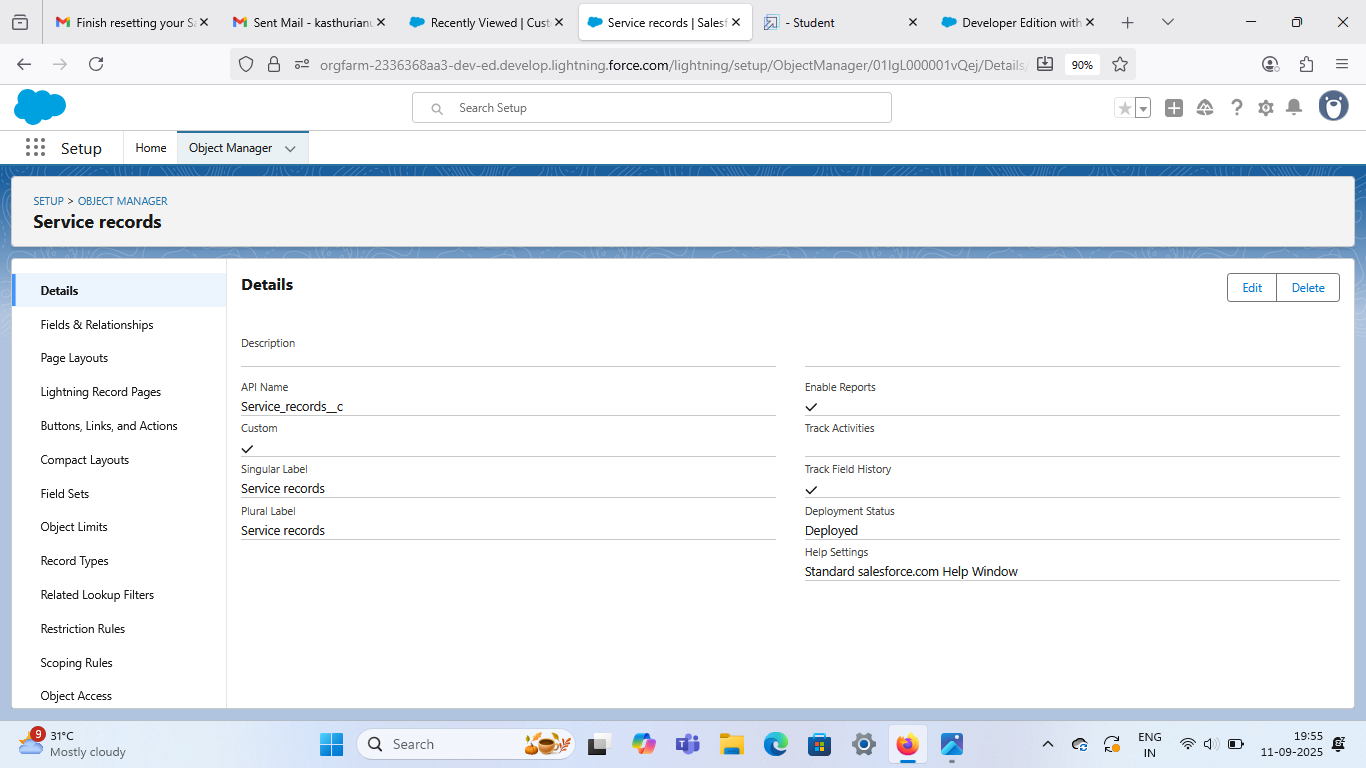 Finish resetting your Sa
Sent Mail - kasthurianu
Recently Viewed | Cust
Service records | Salesf
- Student
Developer Edition with
orgfarm-2336368aa3-dev-ed.develop.lightning.force.com/lightning/setup/ObjectManager/01IgL000001vQej/Details/
90%
Search Setup
Setup
Home
Object Manager
SETUP > OBJECT MANAGER
Service records
Details
Fields & Relationships
Page Layouts
Lightning Record Pages
Buttons, Links, and Actions
Compact Layouts
Field Sets
Object Limits
Record Types
Related Lookup Filters
Restriction Rules
Scoping Rules
Object Access
Details
Edit
Delete
Description
API Name
Service_records__c
Custom
Singular Label
Service records
Plural Label
Service records
Enable Reports
Track Activities
Track Field History
Deployment Status
Deployed
Help Settings
Standard salesforce.com Help Window
9
31°C
Mostly cloudy
Search
ENG
IN
19:55
11-09-2025